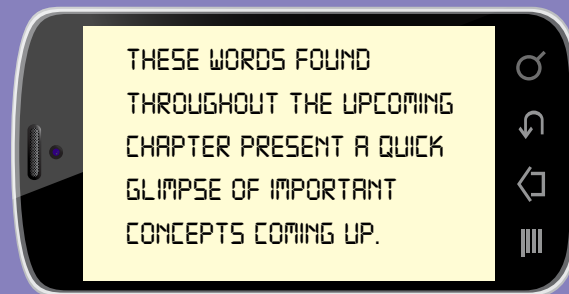 THESE WORDS FOUND
THROUGHOUT THE UPCOMING
CHAPTER PRESENT A QUICK
GLIMPSE OF IMPORTANT
CONCEPTS COMING UP.